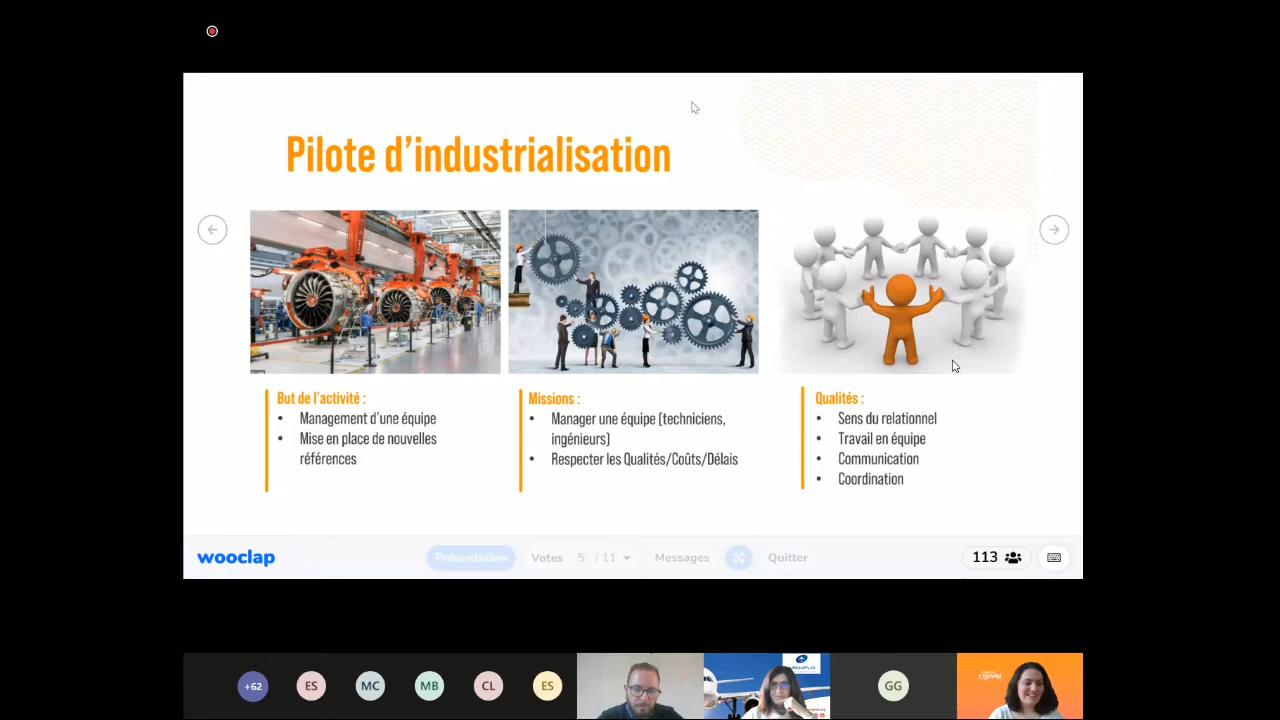 Pilote d'industrialisation
But de l'activité :
• Management d'une équipe
• Mise en place de nouvelles
références
Missions :
• Manager une équipe (techniciens,
ingénieurs)
• Respecter les Qualités/Coûts/Délais
Qualités :
• Sens du relationnel
• Travail en équipe
• Communication
• Coordination
wooclap
Présentation
Votes 5 / 11
Messages
Quitter
113
+62
ES
MC
MB
CL
ES
GG